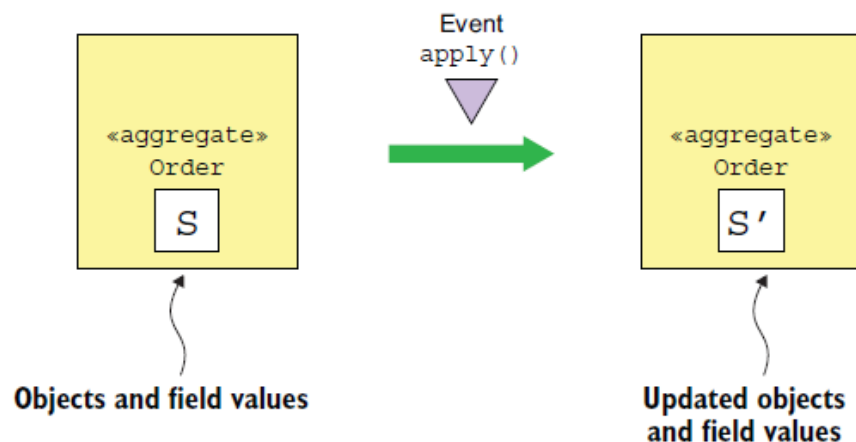 Event
apply()
«aggregate»
Order
S
«aggregate»
Order
S'
Objects and field values
Updated objects
and field values